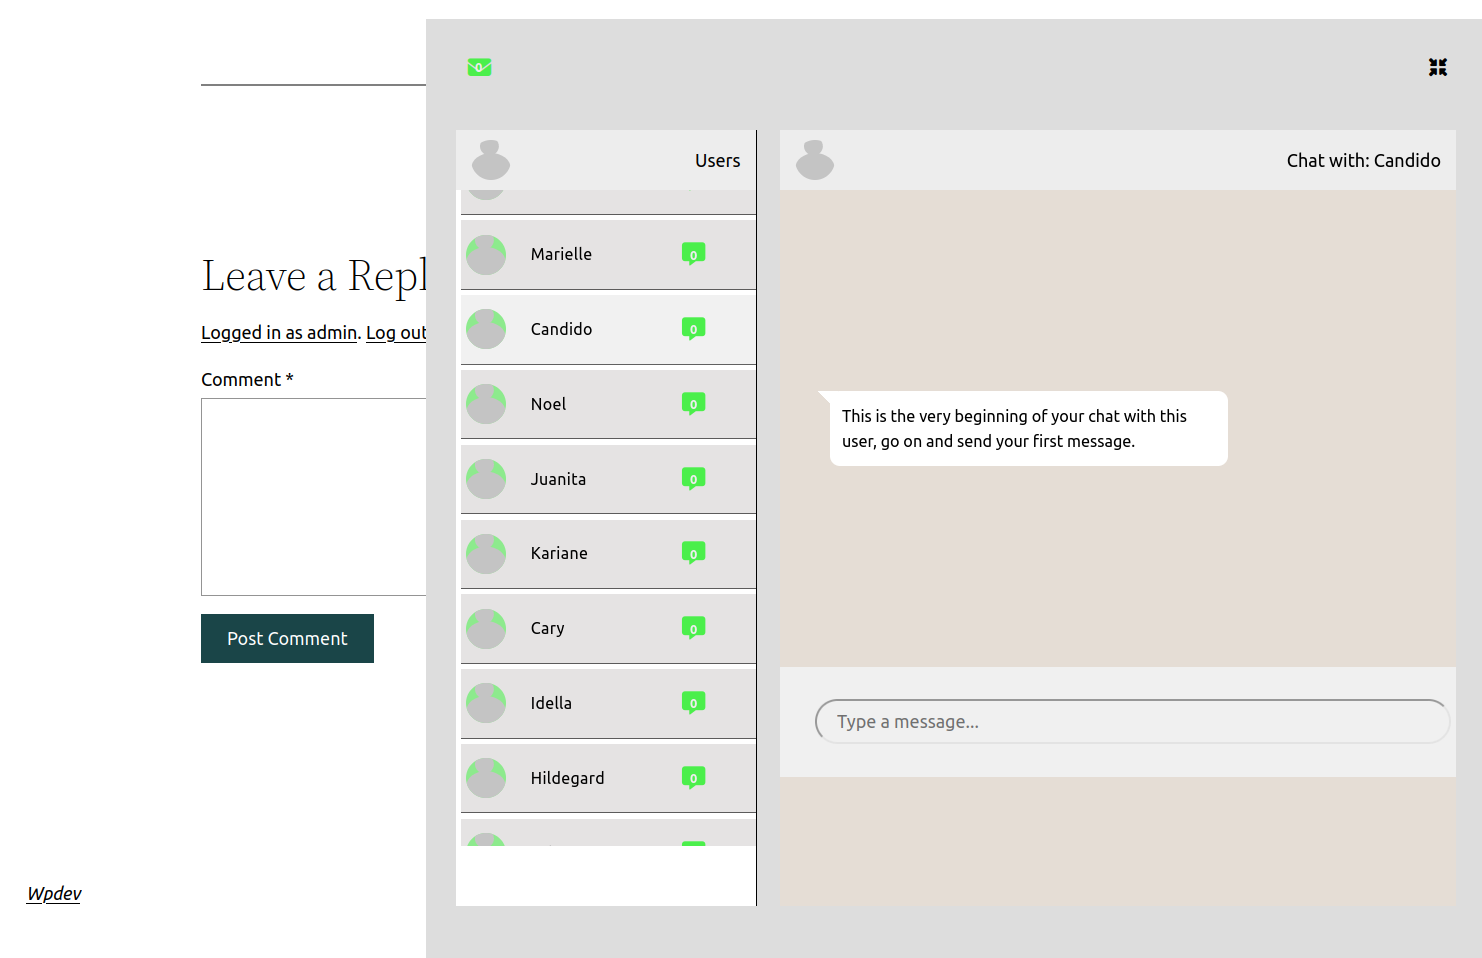 0
Users
Chat with: Candido
Marielle 0
Candido 0
Noel 0
Juanita 0
Kariane 0
Cary 0
Idella 0
Hildegard 0
This is the very beginning of your chat with this
user, go on and send your first message.
Type a message...
Leave a Repl
Logged in as admin. Log out
Comment *
Post Comment
Wpdev